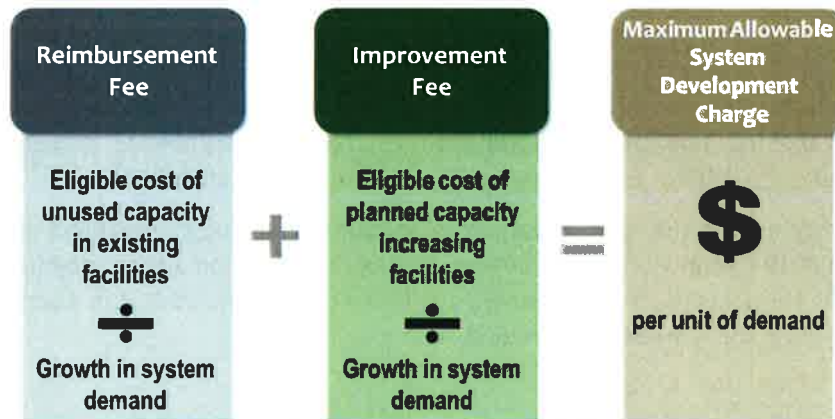 Reimbursement
Fee
Eligible cost of
unused capacity
in existing
facilities
÷
Growth in system
demand
+
Improvement
Fee
Eligible cost of
planned capacity
increasing
facilities
÷
Growth in system
demand
=
Maximum Allowable
System
Development
Charge
$
per unit of demand